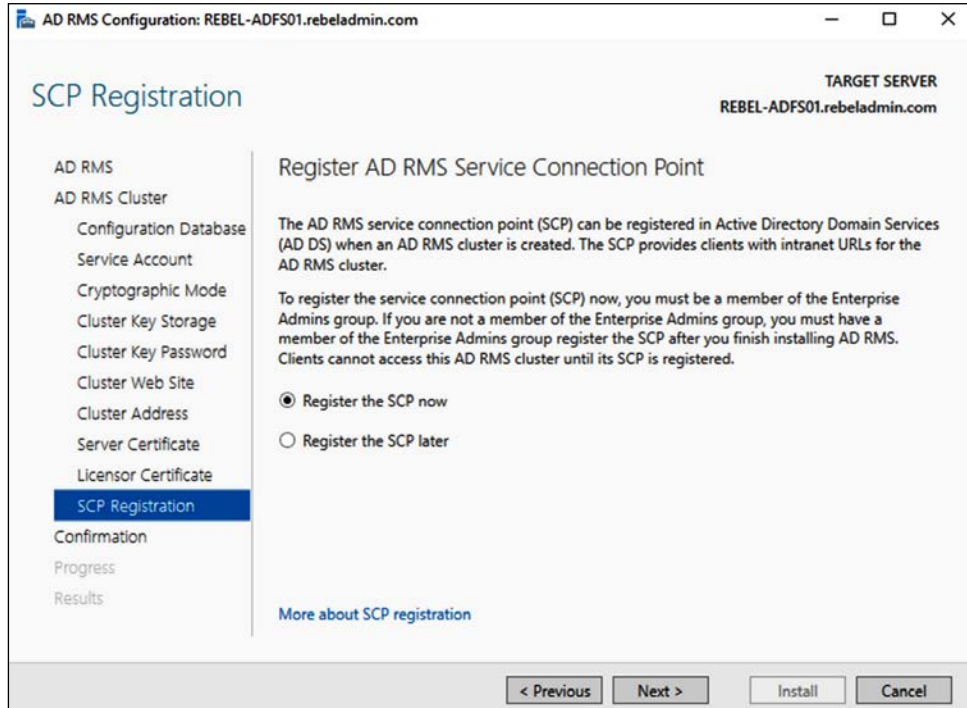 AD RMS Configuration: REBEL-ADFS01.rebeladmin.com
SCP Registration
TARGET SERVER
REBEL-ADFS01.rebeladmin.com
AD RMS
AD RMS Cluster
Configuration Database
Service Account
Cryptographic Mode
Cluster Key Storage
Cluster Key Password
Cluster Web Site
Cluster Address
Server Certificate
Licensor Certificate
SCP Registration
Confirmation
Progress
Results
Register AD RMS Service Connection Point
The AD RMS service connection point (SCP) can be registered in Active Directory Domain Services
(AD DS) when an AD RMS cluster is created. The SCP provides clients with intranet URLs for the
AD RMS cluster.
To register the service connection point (SCP) now, you must be a member of the Enterprise
Admins group. If you are not a member of the Enterprise Admins group, you must have a
member of the Enterprise Admins group register the SCP after you finish installing AD RMS.
Clients cannot access this AD RMS cluster until its SCP is registered.
Register the SCP now
Register the SCP later
More about SCP registration
< Previous
Next >
Install
Cancel